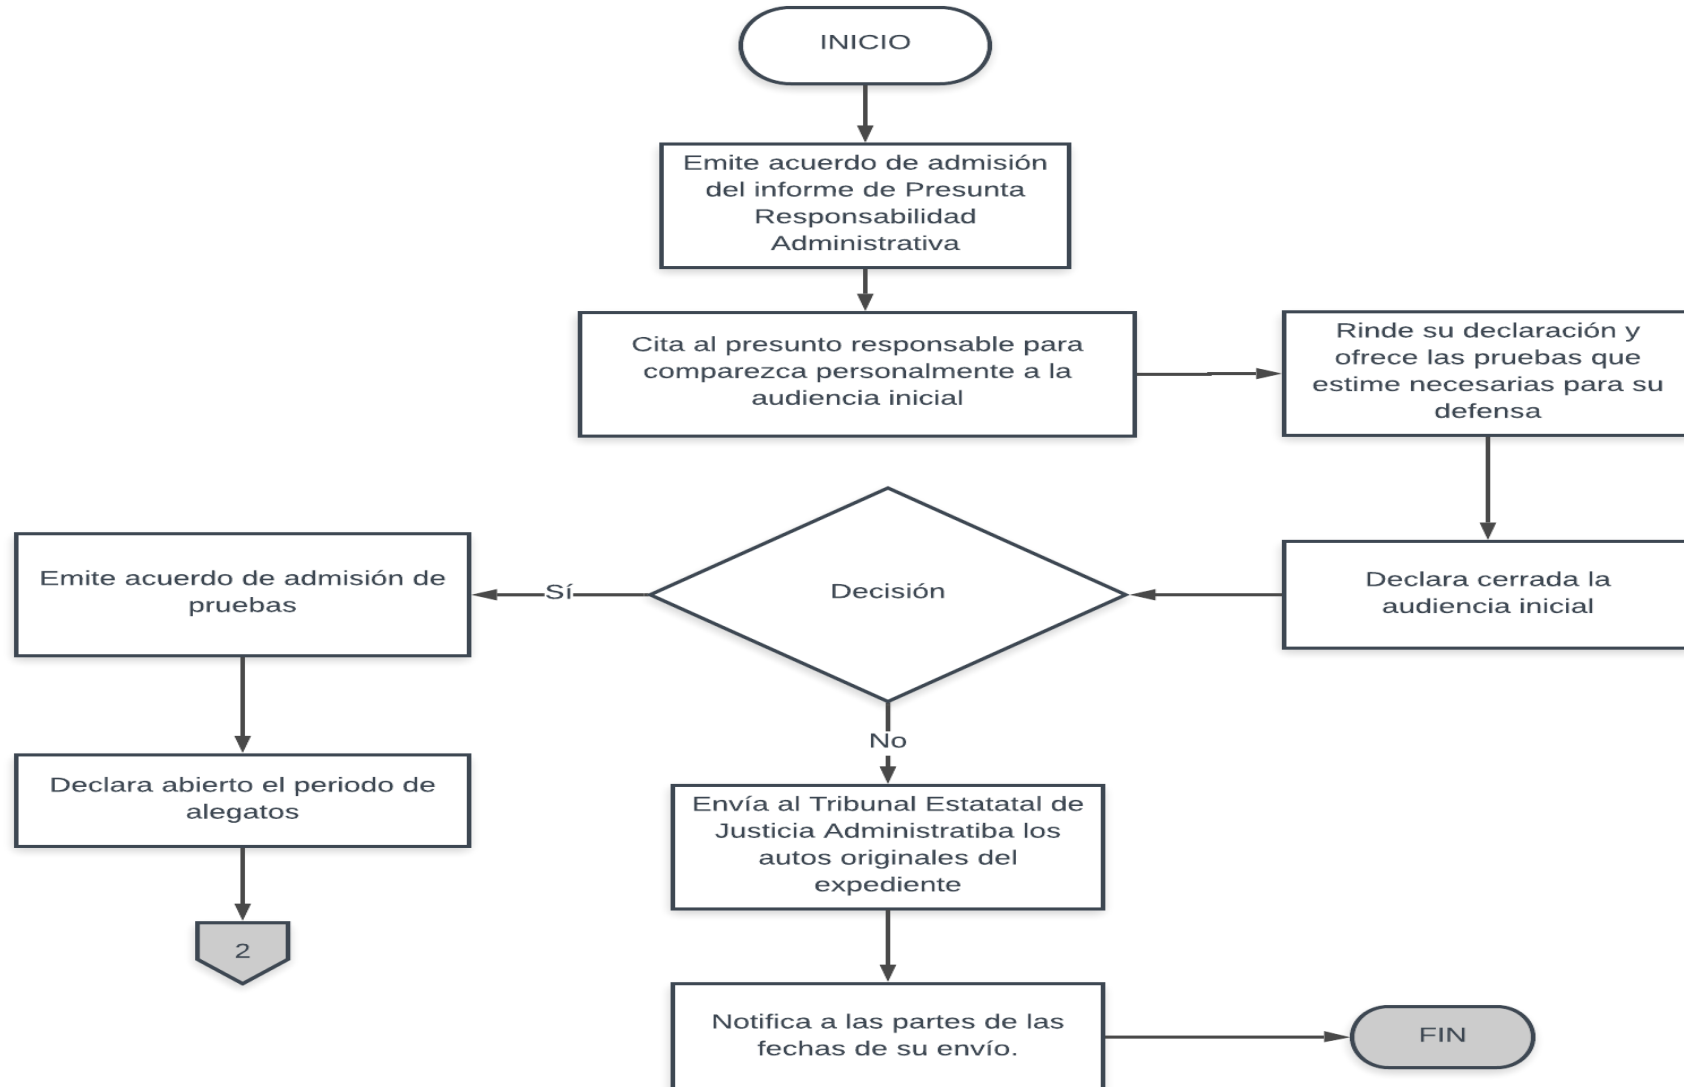 INICIO
Emite acuerdo de admisión
del informe de Presunta
Responsabilidad
Administrativa
Cita al presunto responsable para
comparezca personalmente a la
audiencia inicial
Rinde su declaración y
ofrece las pruebas que
estime necesarias para su
defensa
Declara cerrada la
audiencia inicial
Decisión
Sí
Emite acuerdo de admisión de
pruebas
Declara abierto el periodo de
alegatos
2
No
Envía al Tribunal Estatatal de
Justicia Administratiba los
autos originales del
expediente
Notifica a las partes de las
fechas de su envío.
FIN